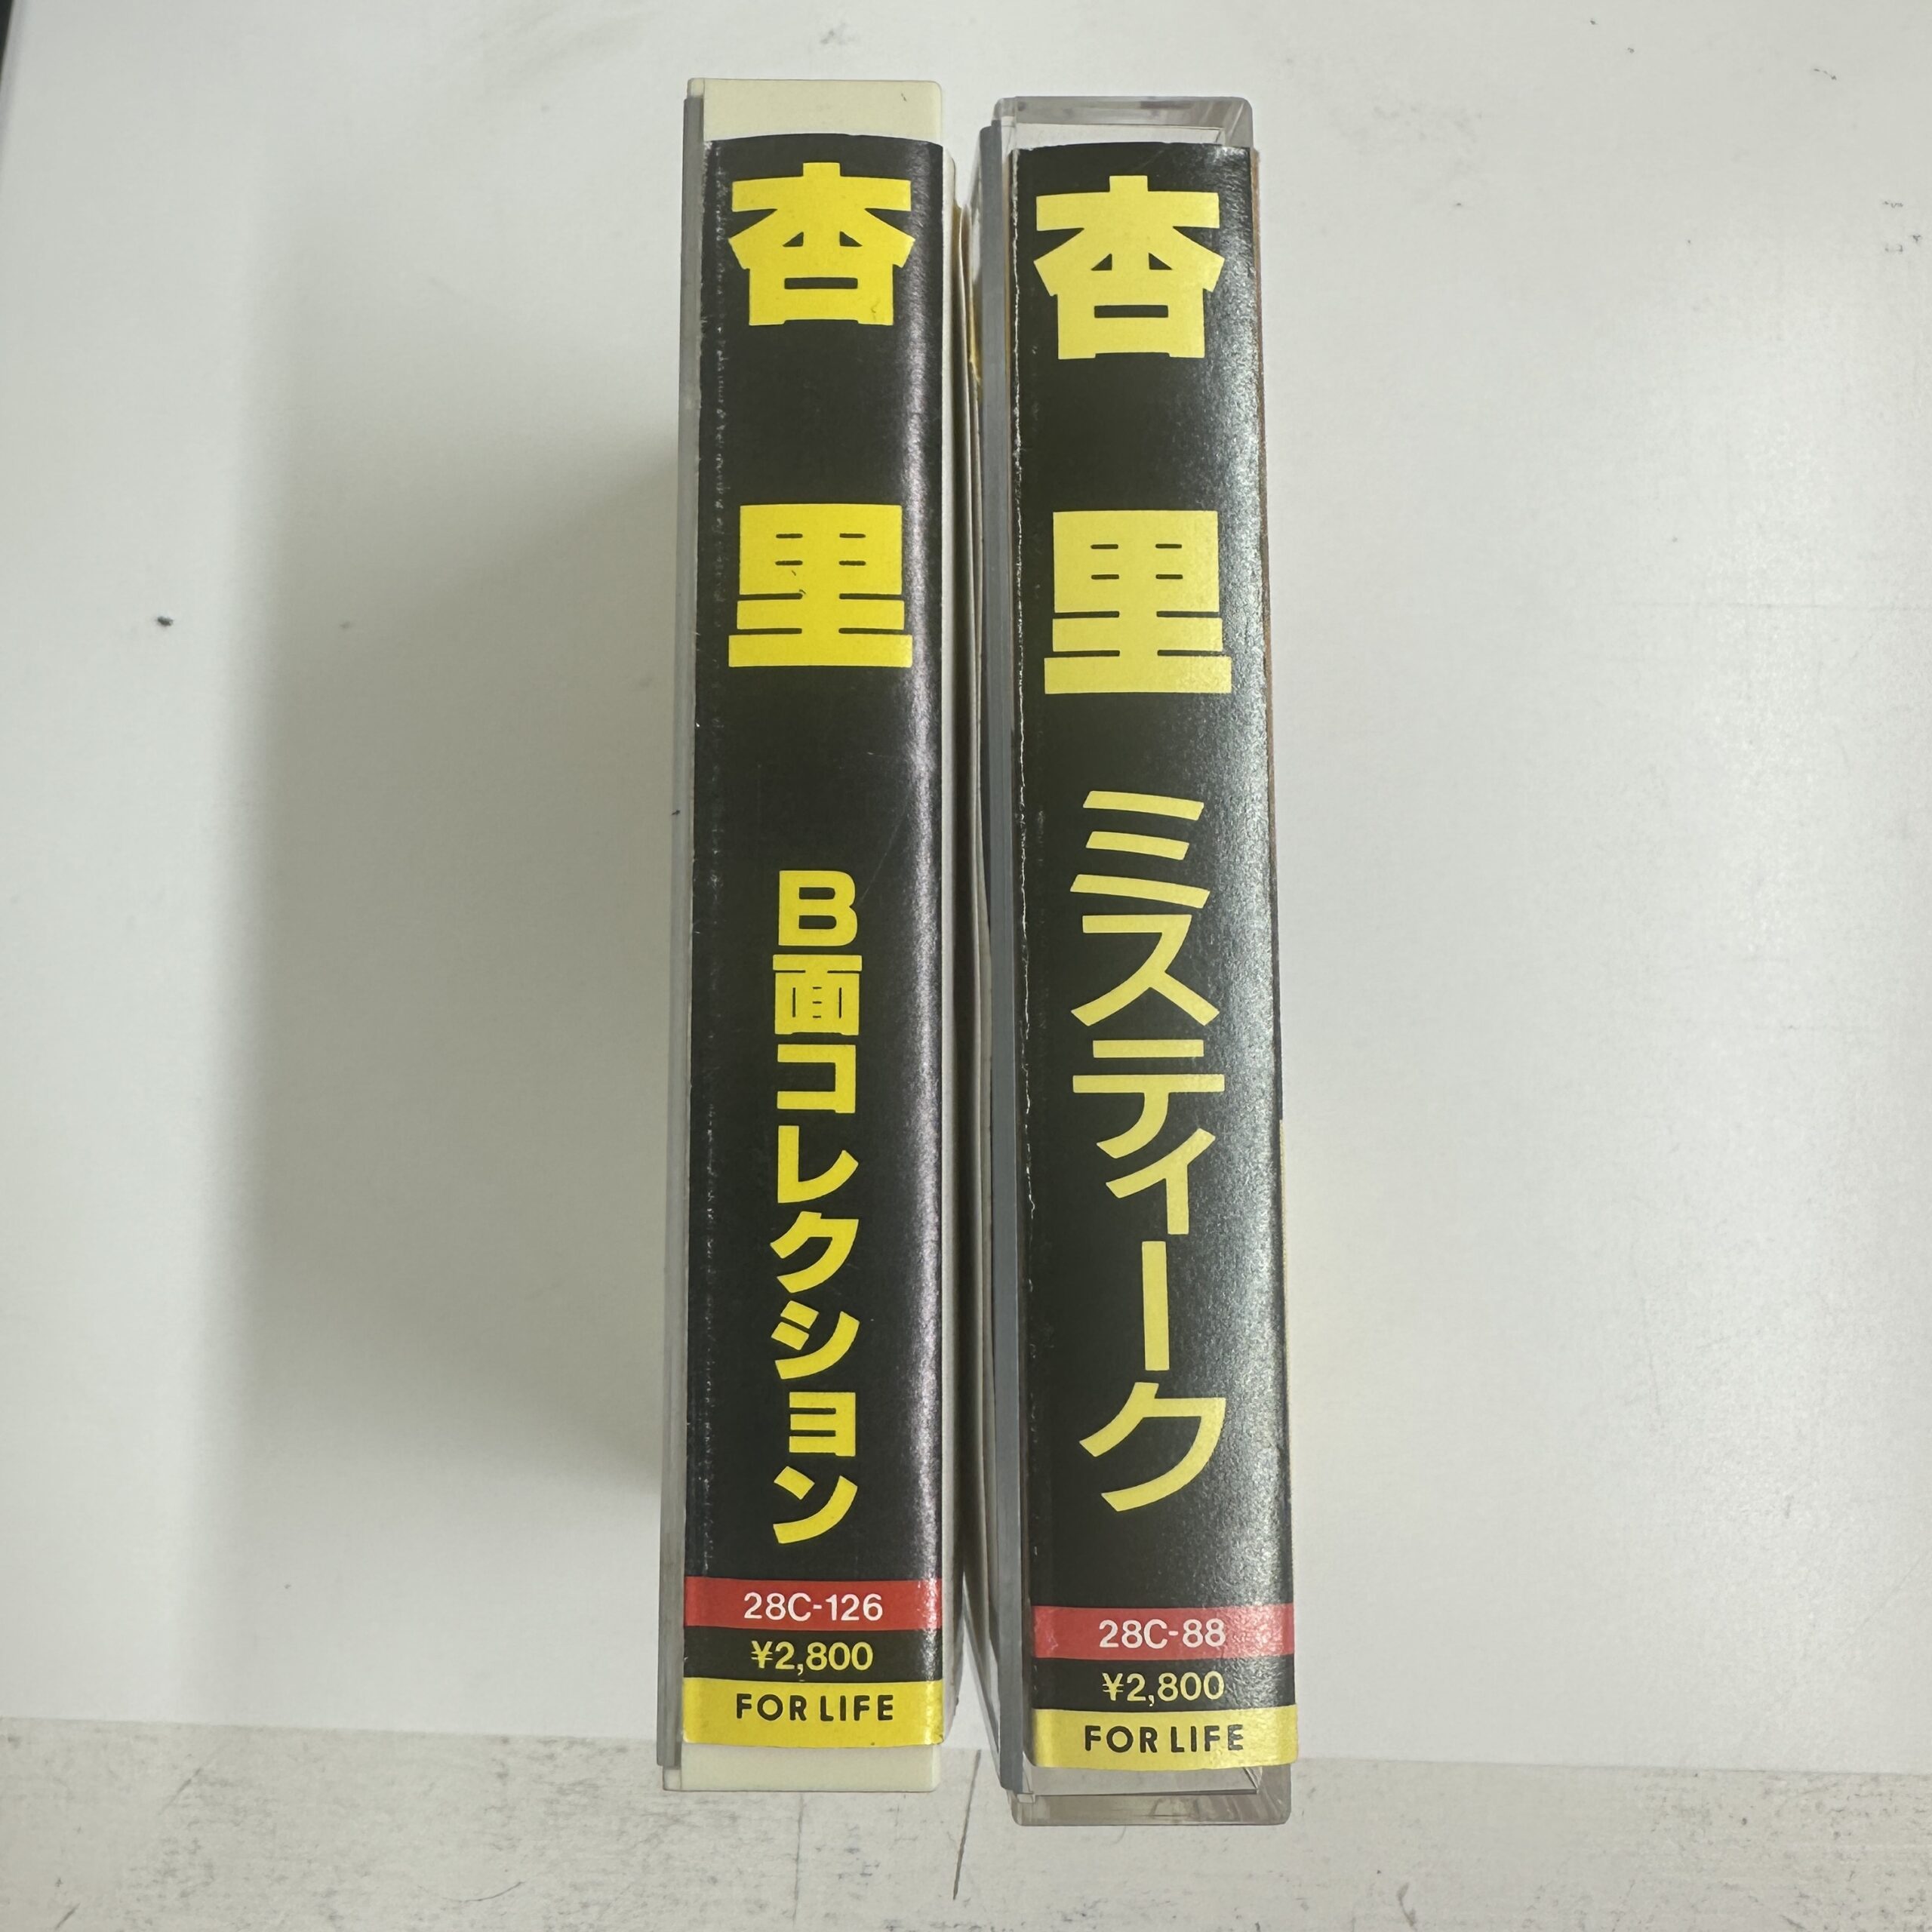 杏里
B面コレクション
28C-126
¥2,800
FOR LIFE
杏里
ミスティーク
28C-88
¥2,800
FOR LIFE